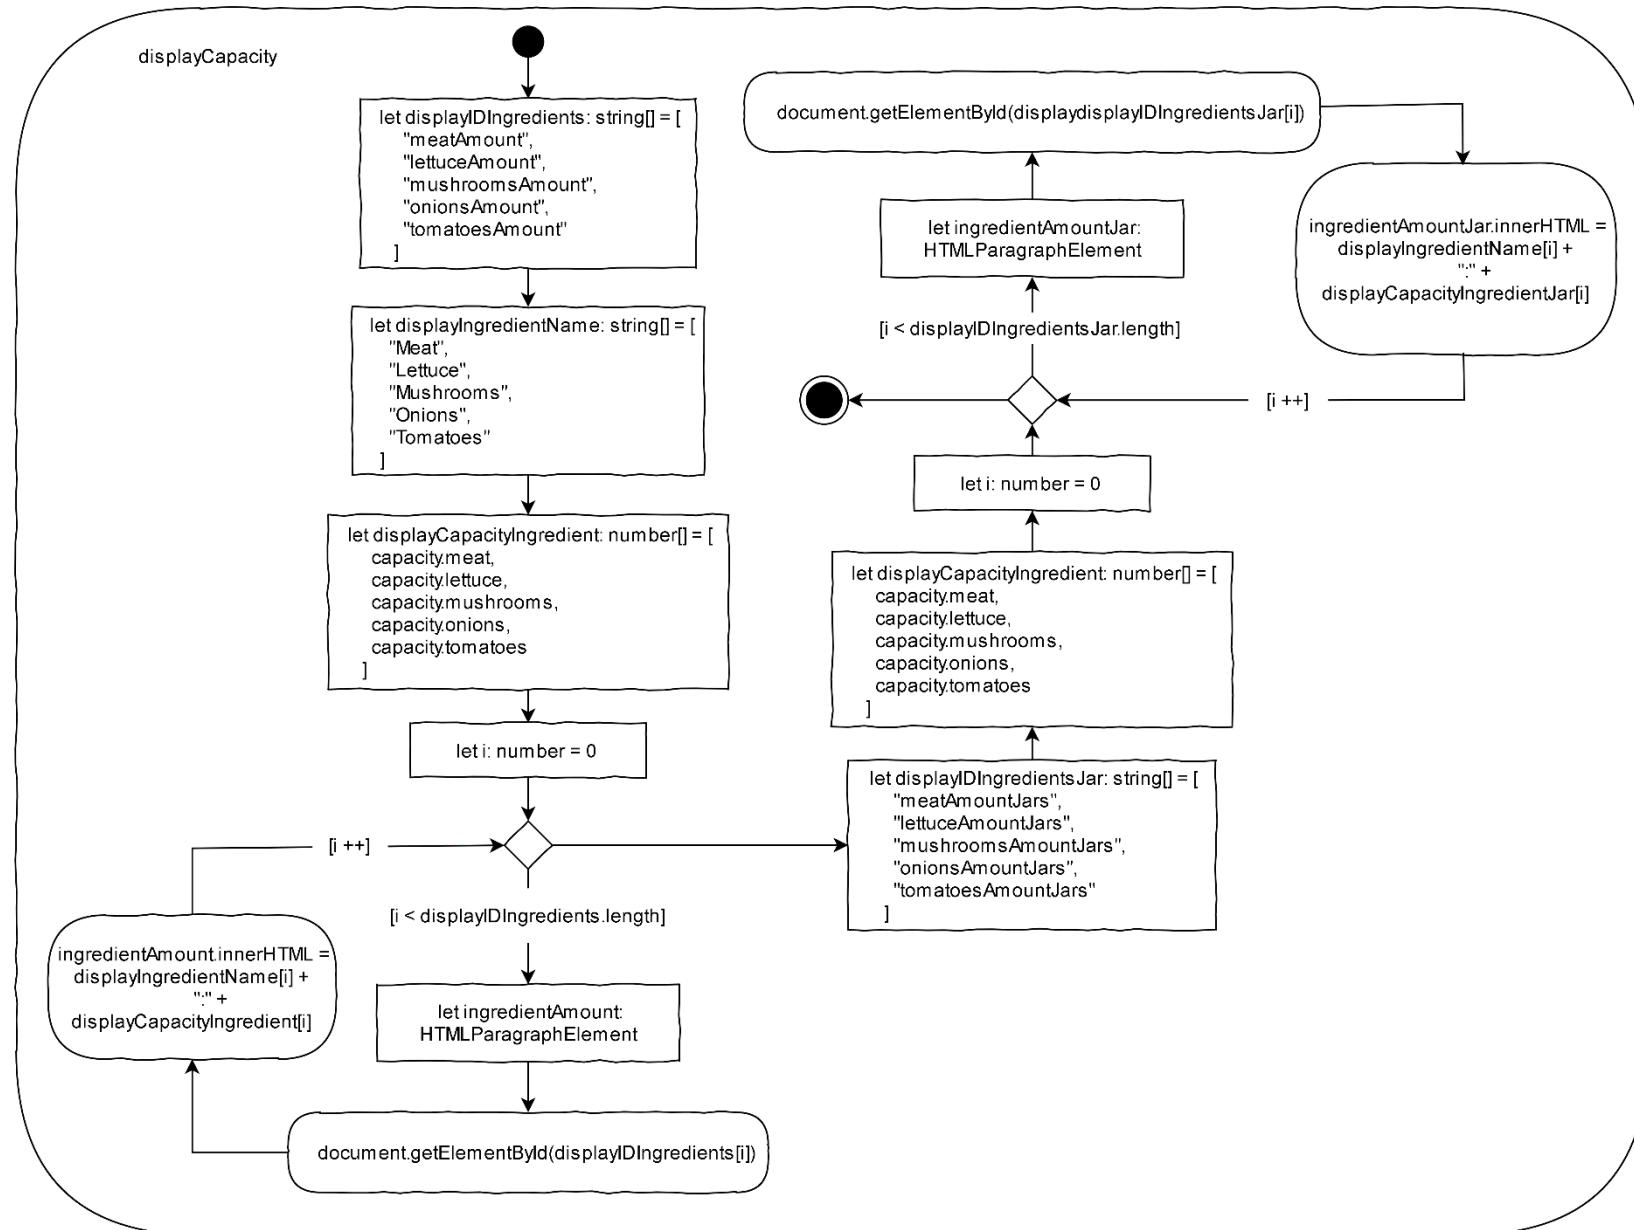 displayCapacity
let displayIDIngredients: string[] = [
"meatAmount",
"lettuceAmount",
"mushroomsAmount",
"onionsAmount",
"tomatoesAmount"
]
let displayIngredientName: string[] = [
"Meat",
"Lettuce",
"Mushrooms",
"Onions",
"Tomatoes"
]
let displayCapacityIngredient: number[] = [
capacity.meat,
capacity.lettuce,
capacity.mushrooms,
capacity.onions,
capacity.tomatoes
]
let i: number = 0
[i ++]
[i < displayIDIngredients.length]
let ingredientAmount:
HTMLParagraphElement
document.getElementById(displayIDIngredients[i])
ingredientAmount.innerHTML =
displayIngredientName[i] +
":" +
displayCapacityIngredient[i]
let displayIDIngredientsJar: string[] = [
"meatAmountJars",
"lettuceAmountJars",
"mushroomsAmountJars",
"onionsAmountJars",
"tomatoesAmountJars"
]
let displayCapacityIngredient: number[] = [
capacity.meat,
capacity.lettuce,
capacity.mushrooms,
capacity.onions,
capacity.tomatoes
]
let i: number = 0
[i < displayIDIngredientsJar.length]
let ingredientAmountJar:
HTMLParagraphElement
document.getElementById(displaydisplayIDIngredientsJar[i])
ingredientAmountJar.innerHTML =
displayIngredientName[i] +
":" +
displayCapacityIngredientJar[i]
[i ++]